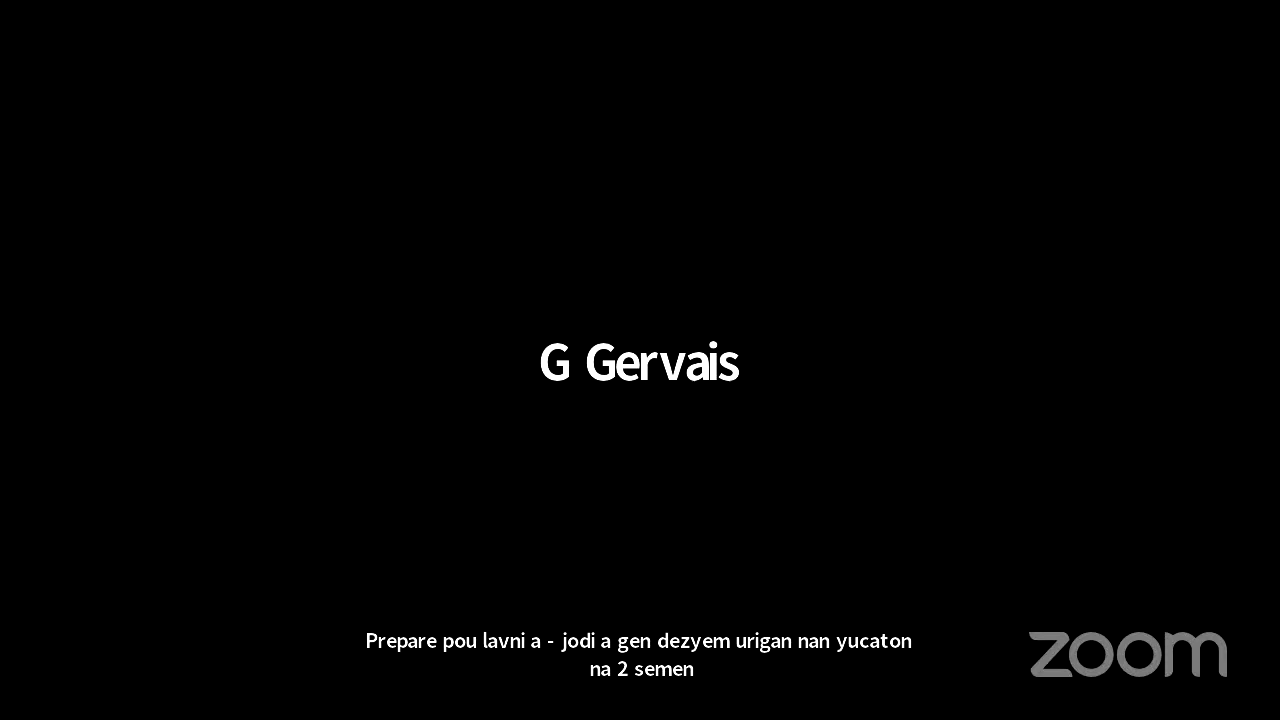 G Gervais
Prepare pou lavni a - jodi a gen dezyem urigan nan yucaton
na 2 semen
zoom